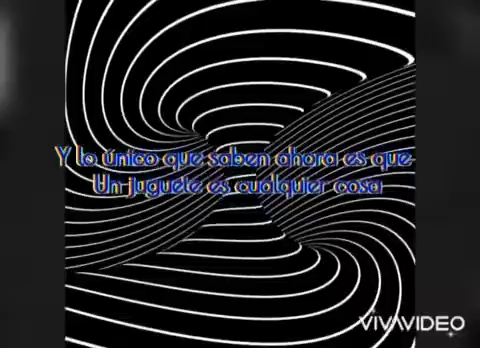 Y lo único que saben ahora es que
Un juguete es cualquier cosa
VIVAVIDEO